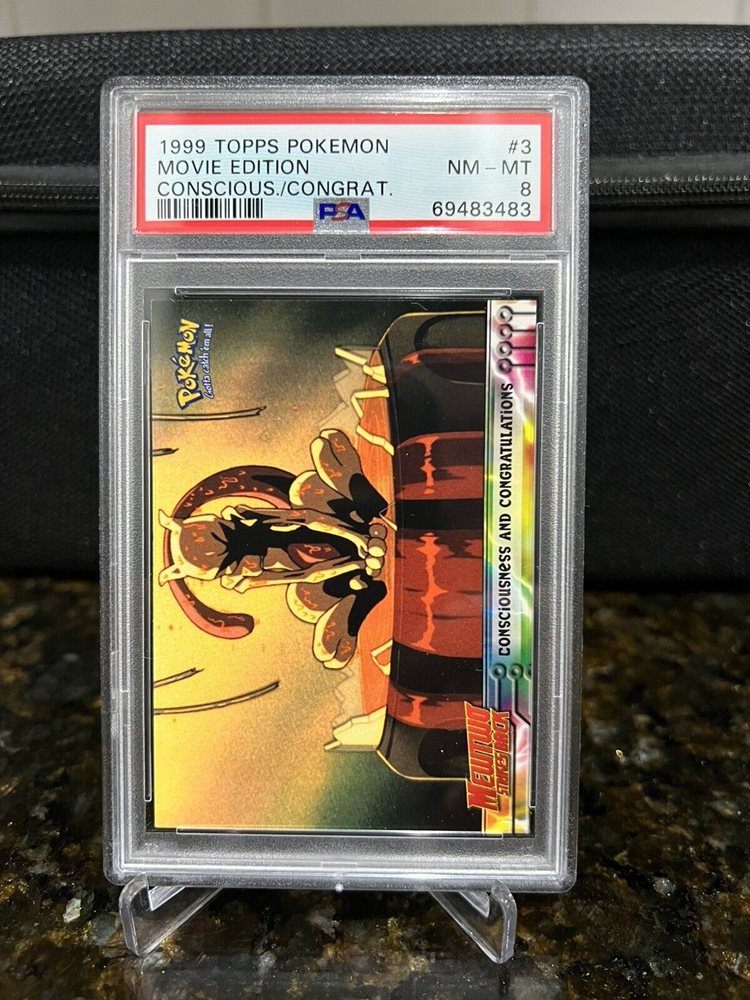 1999 TOPPS POKEMON #3
MOVIE EDITION NM – MT
CONSCIOUS./CONGRAT. 8
PSA 69483483
POKéMON
Gotta catch 'em all!
CONSCIOUSNESS AND CONGRATULATIONS
MEWTWO
STRIKES BACK